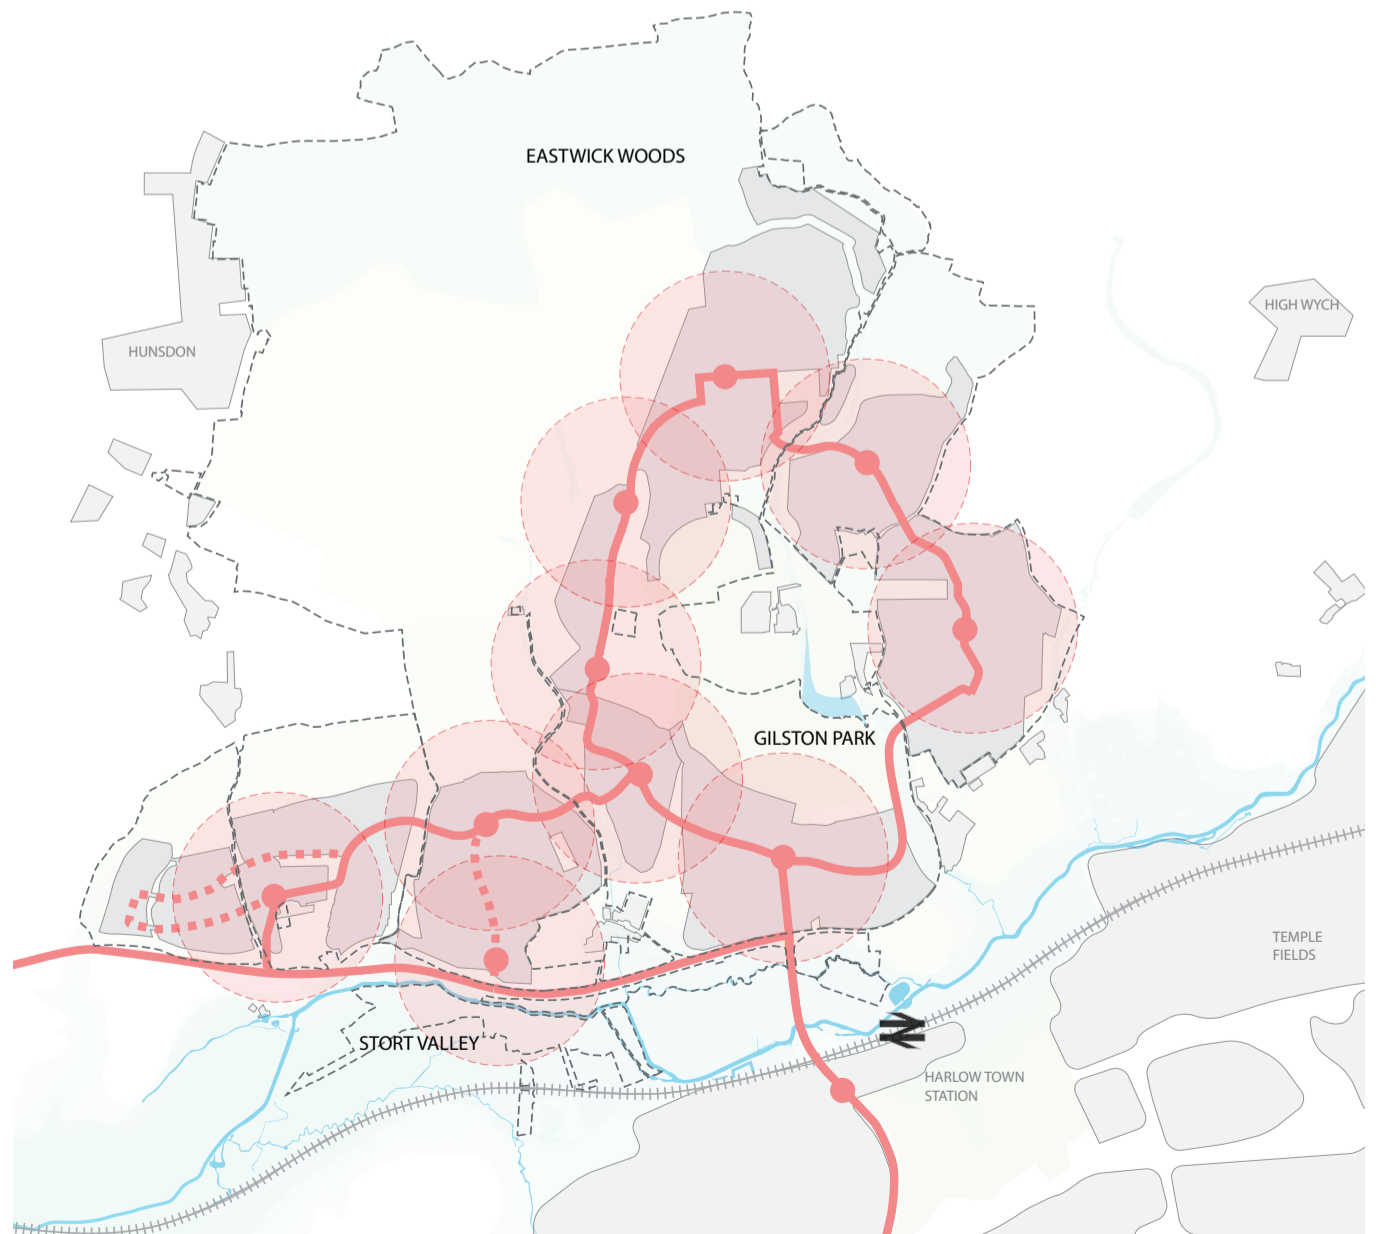 EASTWICK WOODS
HIGH WYCH
HUNSDON
GILSTON PARK
TEMPLE
FIELDS
STORT VALLEY
HARLOW TOWN
STATION